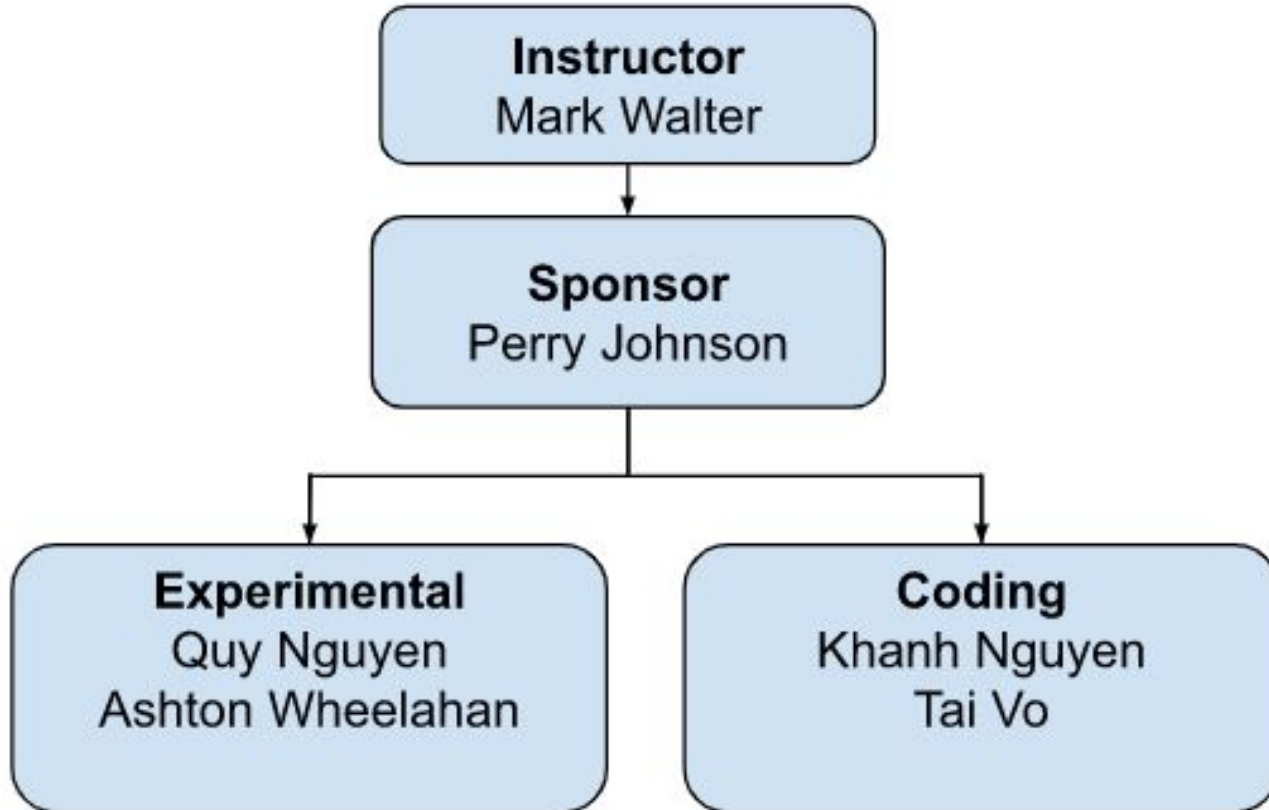 Instructor
Mark Walter
Sponsor
Perry Johnson
Experimental
Quy Nguyen
Ashton Wheelahan
Coding
Khanh Nguyen
Tai Vo